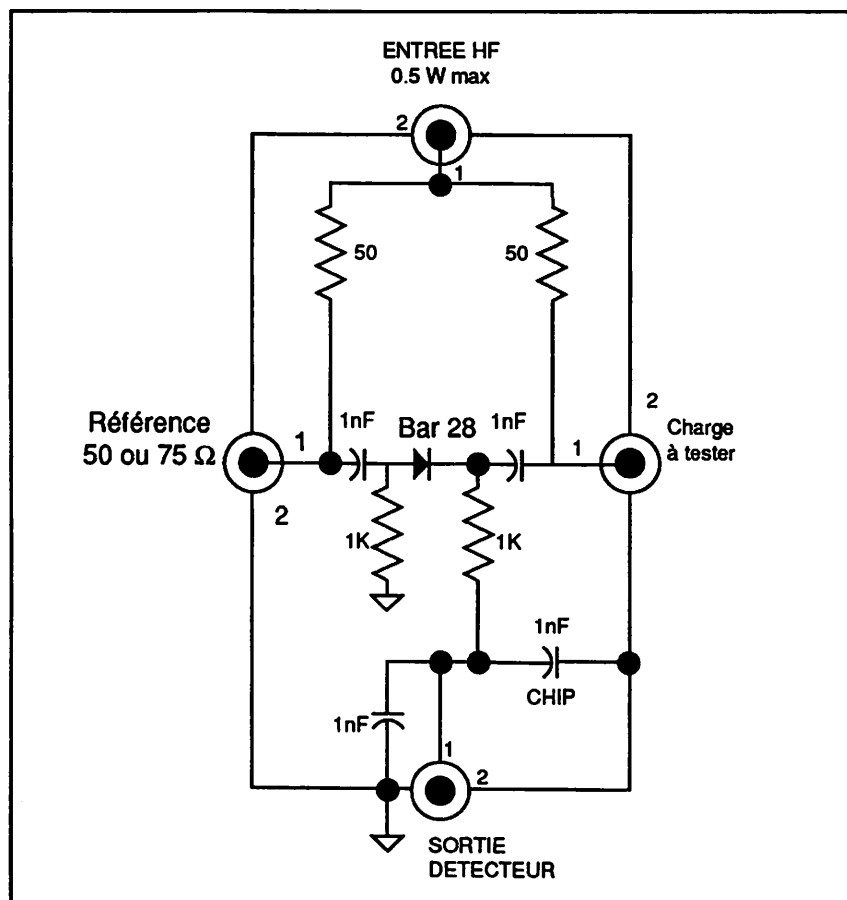 ENTREE HF
0.5 W max
2
1
50
50
2
Référence
50 ou 75 Ω
1
1nF
Bar 28
1nF
1
Charge
à tester
2
1K
1K
1nF
CHIP
1nF
1
2
SORTIE
DETECTEUR